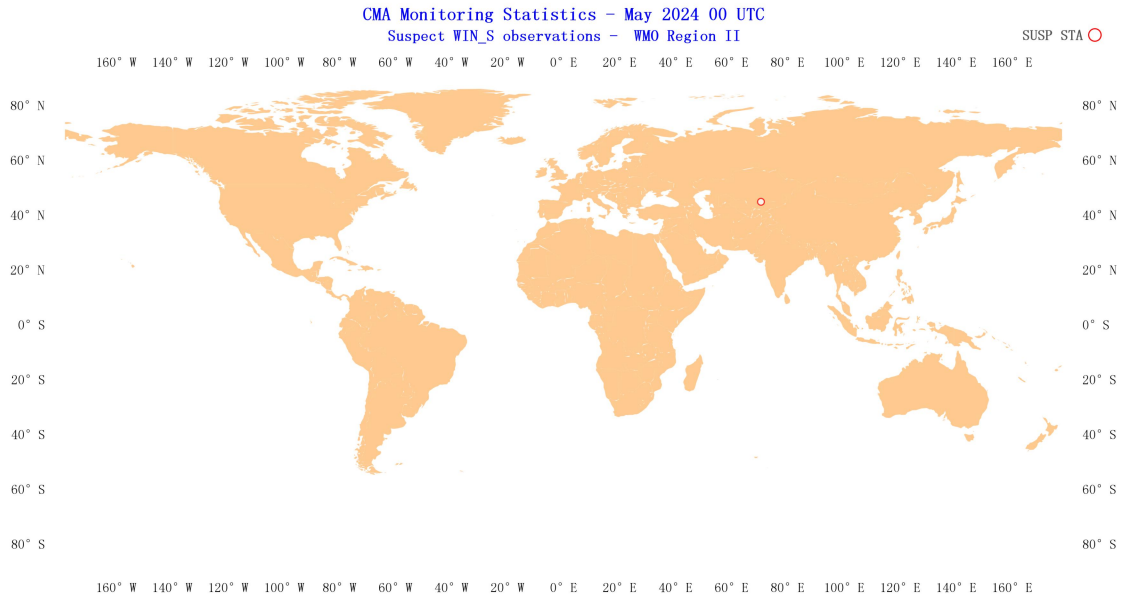 CMA Monitoring Statistics - May 2024 00 UTC
Suspect WIN_S observations - WMO Region II
SUSP STA
160° W 140° W 120° W 100° W 80° W 60° W 40° W 20° W 0° E 20° E 40° E 60° E 80° E 100° E 120° E 140° E 160° E
80° N 80° N
60° N 60° N
40° N 40° N
20° N 20° N
0° S 0° S
20° S 20° S
40° S 40° S
60° S 60° S
80° S 80° S
160° W 140° W 120° W 100° W 80° W 60° W 40° W 20° W 0° E 20° E 40° E 60° E 80° E 100° E 120° E 140° E 160° E